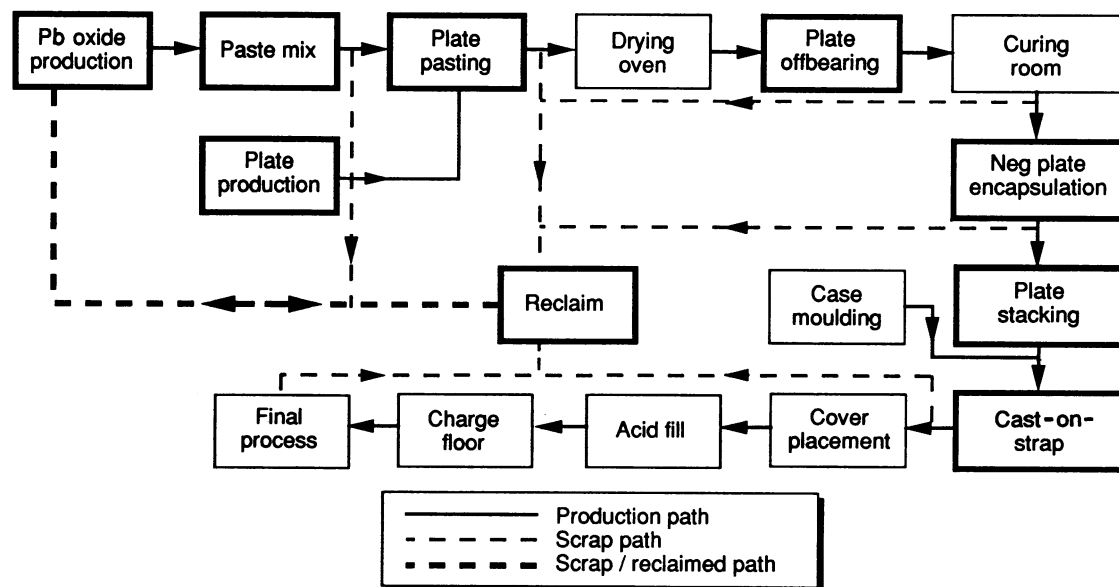 Pb oxide
production
Paste mix
Plate
pasting
Drying
oven
Plate
offbearing
Curing
room
Plate
production
Neg plate
encapsulation
Reclaim
Case
moulding
Plate
stacking
Final
process
Charge
floor
Acid fill
Cover
placement
Cast-on-
strap
Production path
Scrap path
Scrap / reclaimed path